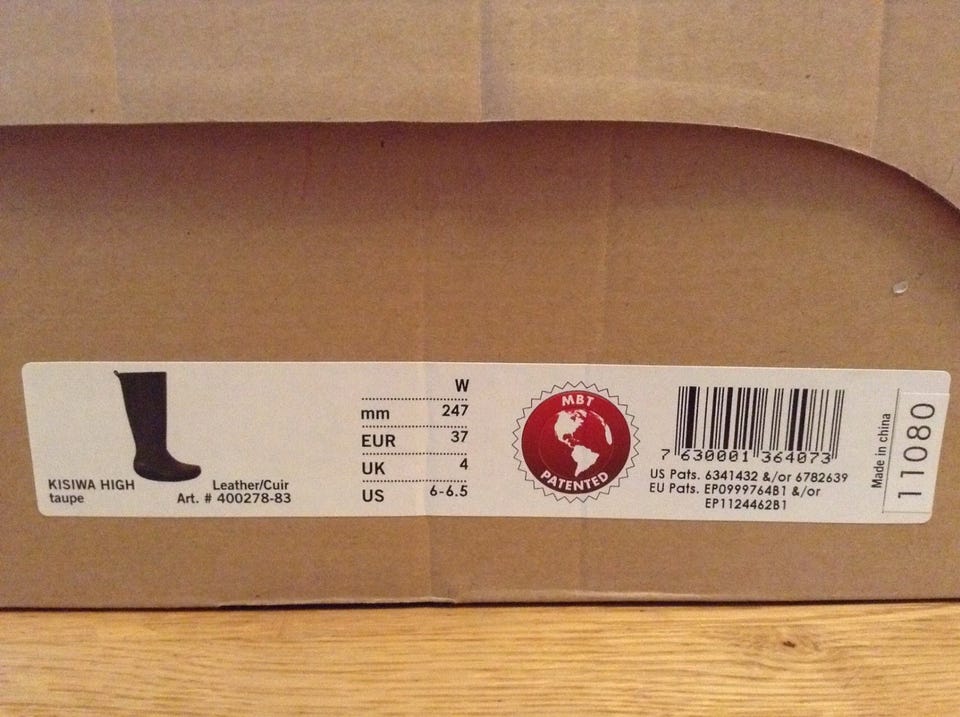 KISIWA HIGH
taupe
Leather/Cuir
Art. # 400278-83
W
mm 247
EUR 37
UK 4
US 6-6.5
MBT
PATENTED
7 630001 364073
US Pats. 6341432 &/or 6782639
EU Pats. EP0999764B1 &/or
EP1124462B1
Made in china
11080